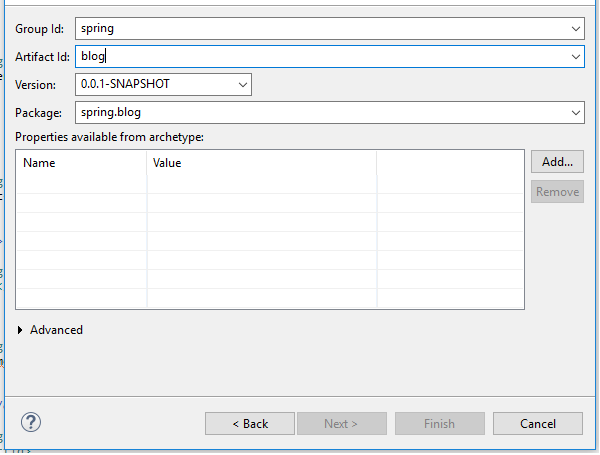 Group Id: spring
Artifact Id: blog
Version: 0.0.1-SNAPSHOT
Package: spring.blog
Properties available from archetype:
Name Value
Add...
Remove
Advanced
? < Back Next > Finish Cancel